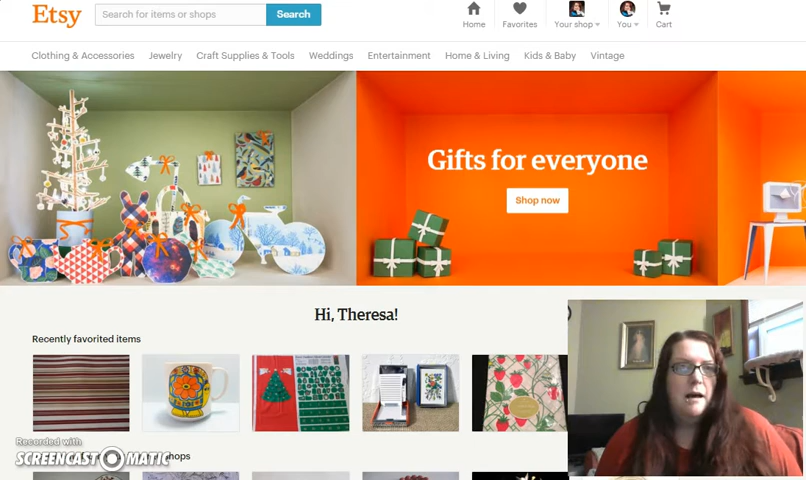 Etsy
Search for items or shops
Search
Home
Favorites
Your shop
You
Cart
Clothing & Accessories
Jewelry
Craft Supplies & Tools
Weddings
Entertainment
Home & Living
Kids & Baby
Vintage
Gifts for everyone
Shop now
Hi, Theresa!
Recently favorited items
Recorded with
SCREENCAST-O-MATIC
shops